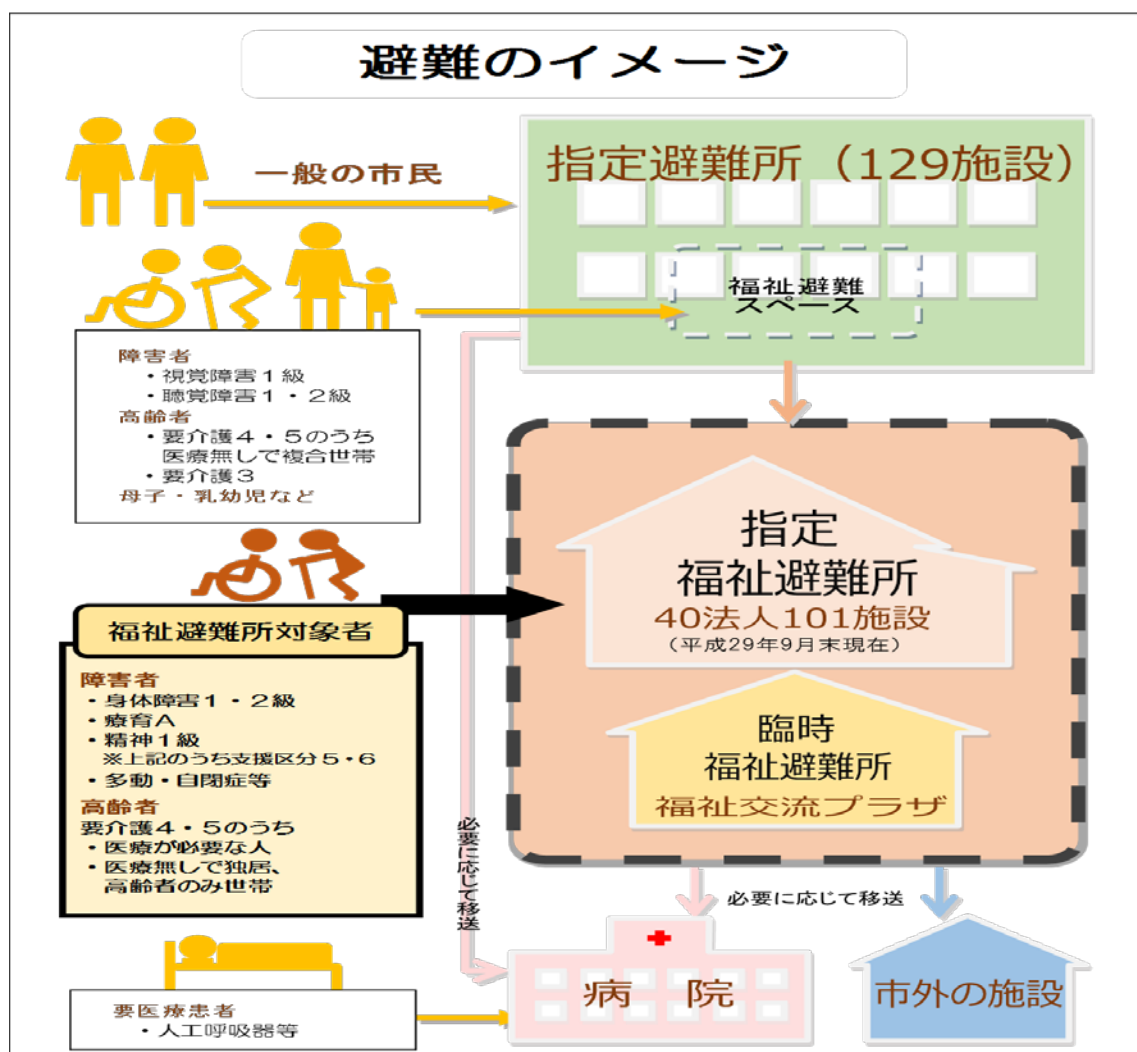 避難のイメージ
一般の市民
指定避難所（129施設）
福祉避難
スペース
障害者
・視覚障害１級
・聴覚障害１・２級
高齢者
・要介護４・５のうち
医療無しで複合世帯
・要介護３
母子・乳幼児など
指定
福祉避難所
40法人101施設
（平成29年9月末現在）
臨時
福祉避難所
福祉交流プラザ
福祉避難所対象者
障害者
・身体障害１・２級
・療育Ａ
・精神１級
※上記のうち支援区分５・６
・多動・自閉症等
高齢者
要介護４・５のうち
・医療が必要な人
・医療無しで独居、
高齢者のみ世帯
必要に応じて移送
必要に応じて移送
病　院
市外の施設
要医療患者
・人工呼吸器等